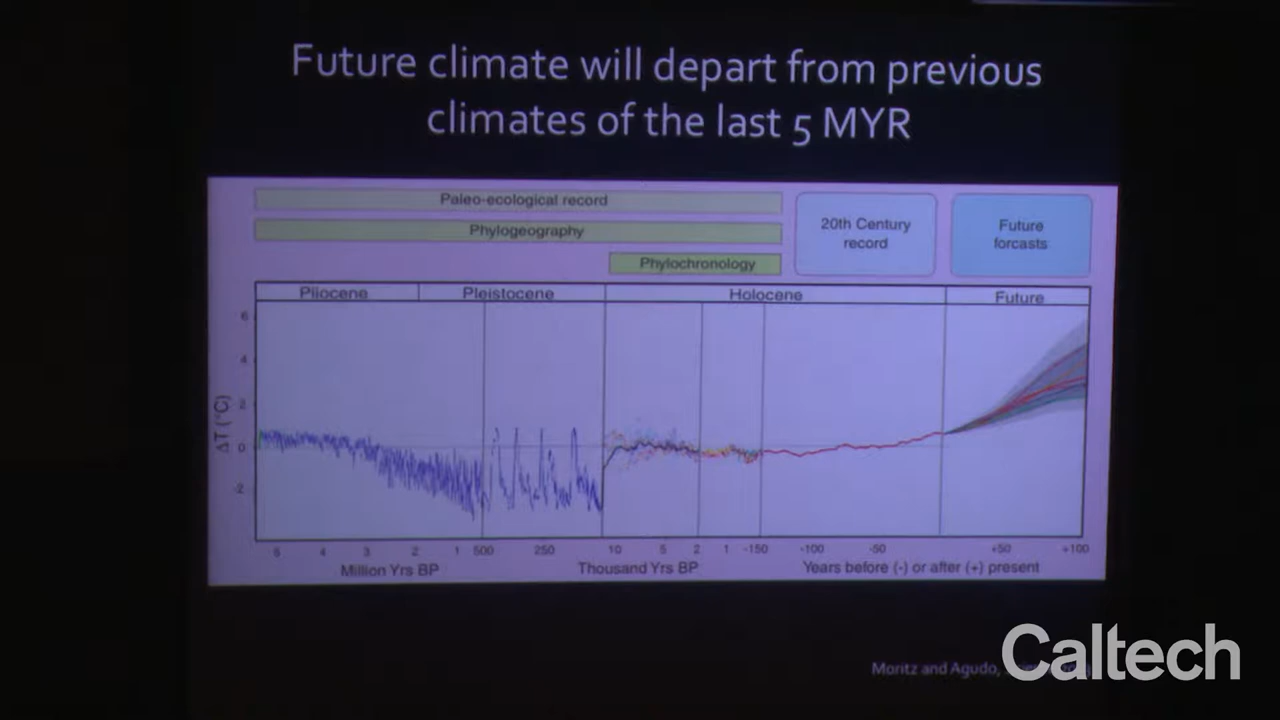 Future climate will depart from previous
climates of the last 5 MYR
Paleo-ecological record
Phylogeography
Phylochronology
20th Century
record
Future
forcasts
Pliocene
Pleistocene
Holocene
Future
ΔT (°C)
6
4
2
0
-2
5 4 3 2 1 500 250 10 5 2 1 -150 -100 -50 +50 +100
Million Yrs BP
Thousand Yrs BP
Years before (-) or after (+) present
Moritz and Agudo,
Caltech